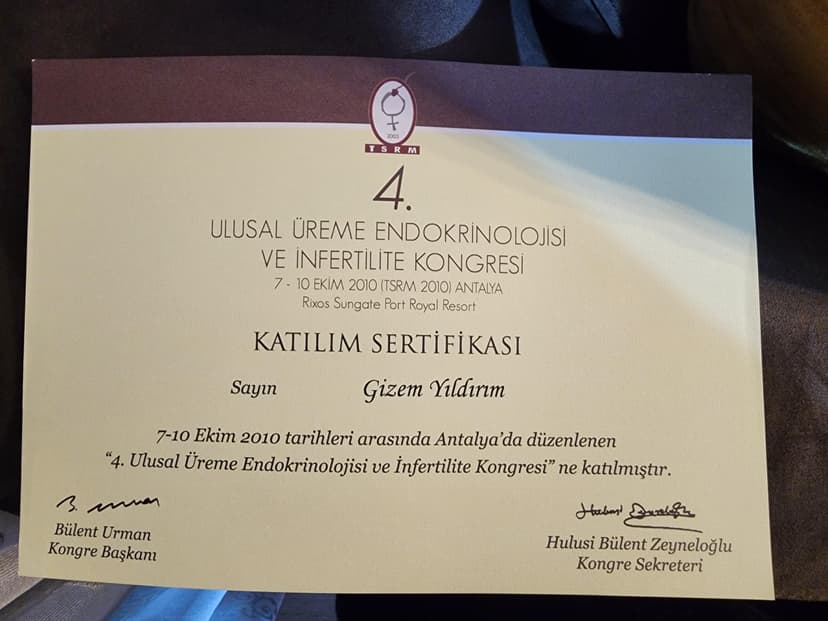 2003
TSRM
4.
ULUSAL ÜREME ENDOKRİNOLOJİSİ
VE İNFERTİLİTE KONGRESİ
7 - 10 EKİM 2010 (TSRM 2010) ANTALYA
Rixos Sungate Port Royal Resort
KATILIM SERTİFİKASI
Sayın Gizem Yıldırım
7-10 Ekim 2010 tarihleri arasında Antalya'da düzenlenen
"4. Ulusal Üreme Endokrinolojisi ve İnfertilite Kongresi" ne katılmıştır.
Bülent Urman
Kongre Başkanı
Hulusi Bülent Zeyneloğlu
Kongre Sekreteri